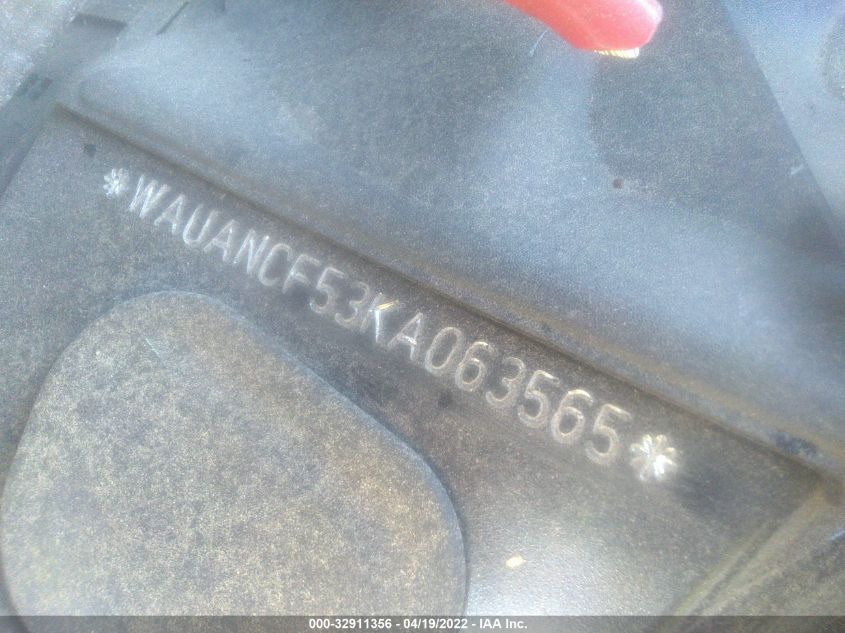 *WAUANCF53KA063565*
000-32911356 - 04/19/2022 - IAA Inc.